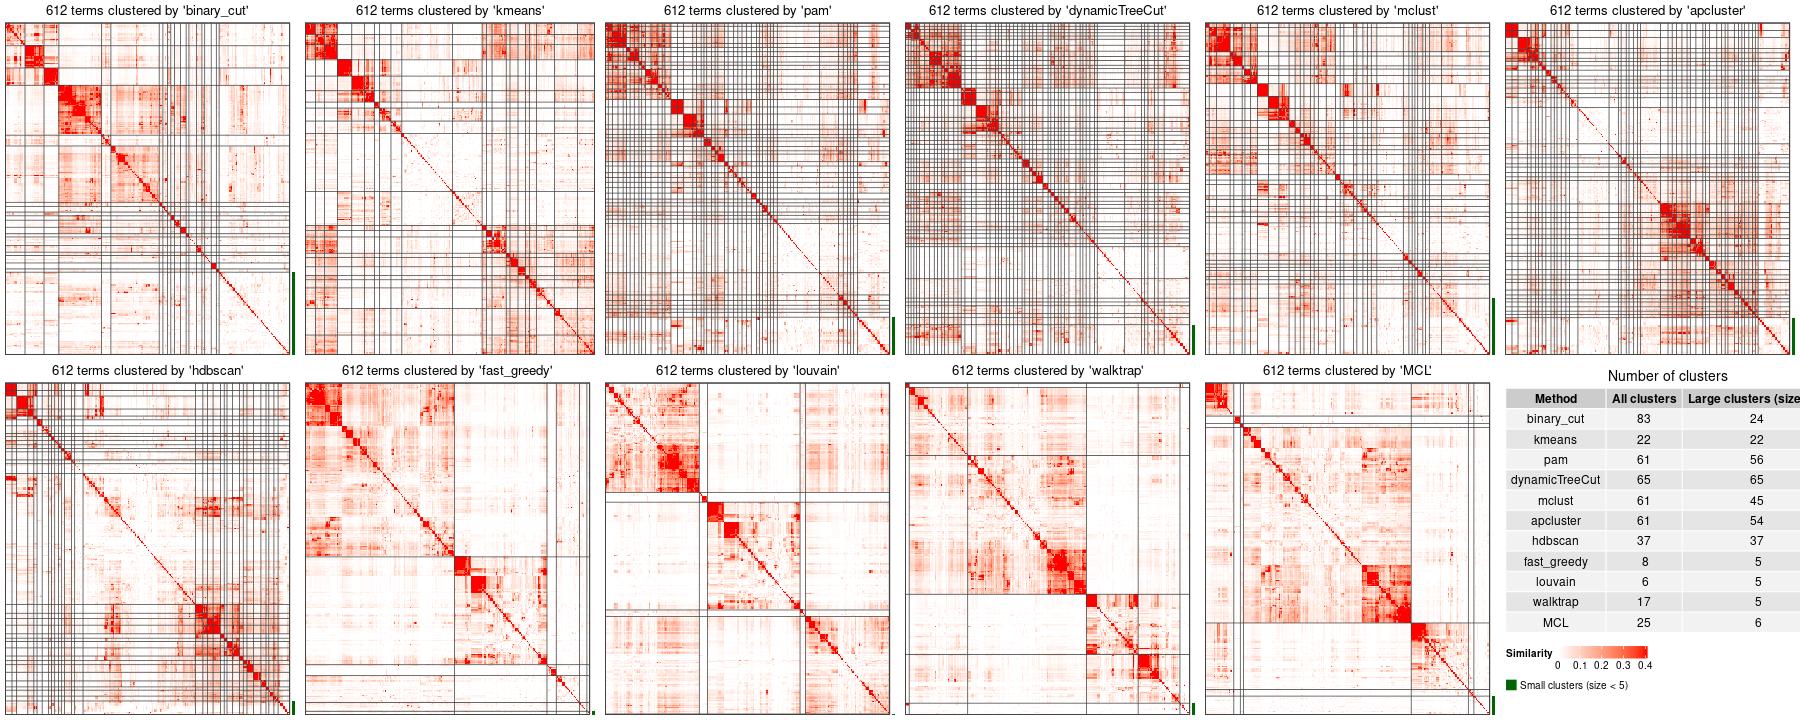 612 terms clustered by 'binary_cut'
612 terms clustered by 'kmeans'
612 terms clustered by 'pam'
612 terms clustered by 'dynamicTreeCut'
612 terms clustered by 'mclust'
612 terms clustered by 'apcluster'
612 terms clustered by 'hdbscan'
612 terms clustered by 'fast_greedy'
612 terms clustered by 'louvain'
612 terms clustered by 'walktrap'
612 terms clustered by 'MCL'
Number of clusters
Method All clusters Large clusters (size
binary_cut 83 24
kmeans 22 22
pam 61 56
dynamicTreeCut 65 65
mclust 61 45
apcluster 61 54
hdbscan 37 37
fast_greedy 8 5
louvain 6 5
walktrap 17 5
MCL 25 6
Similarity
0 0.1 0.2 0.3 0.4
Small clusters (size < 5)